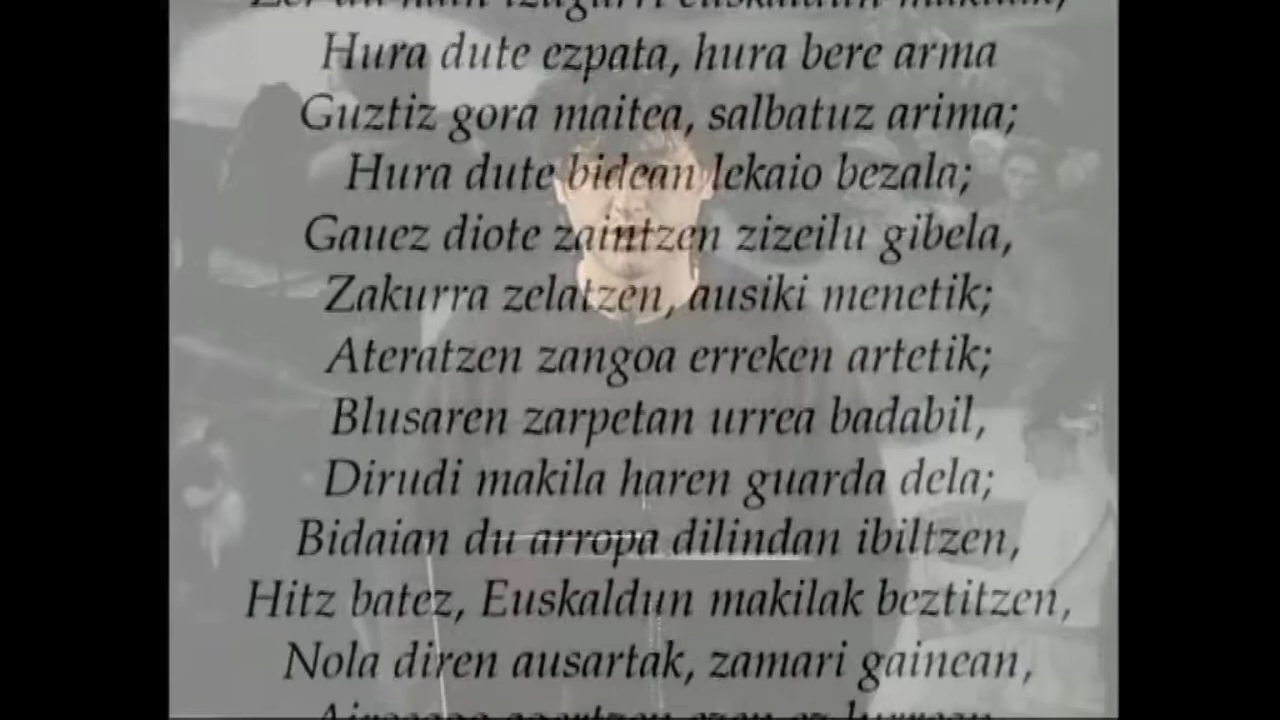 Hura dute ezpata, hura bere arma
Guztiz gora maitea, salbatuz arima;
Hura dute bidean lekaio bezala;
Gauez diote zaintzen zizeilu gibela,
Zakurra zelatzen, ausiki menetik;
Ateratzen zangoa erreken artetik;
Blusaren zarpetan urrea badabil,
Dirudi makila haren guarda dela;
Bidaian du arropa dilindan ibiltzen,
Hitz batez, Euskaldun makilak beztitzen,
Nola diren ausartak, zamari gainean,